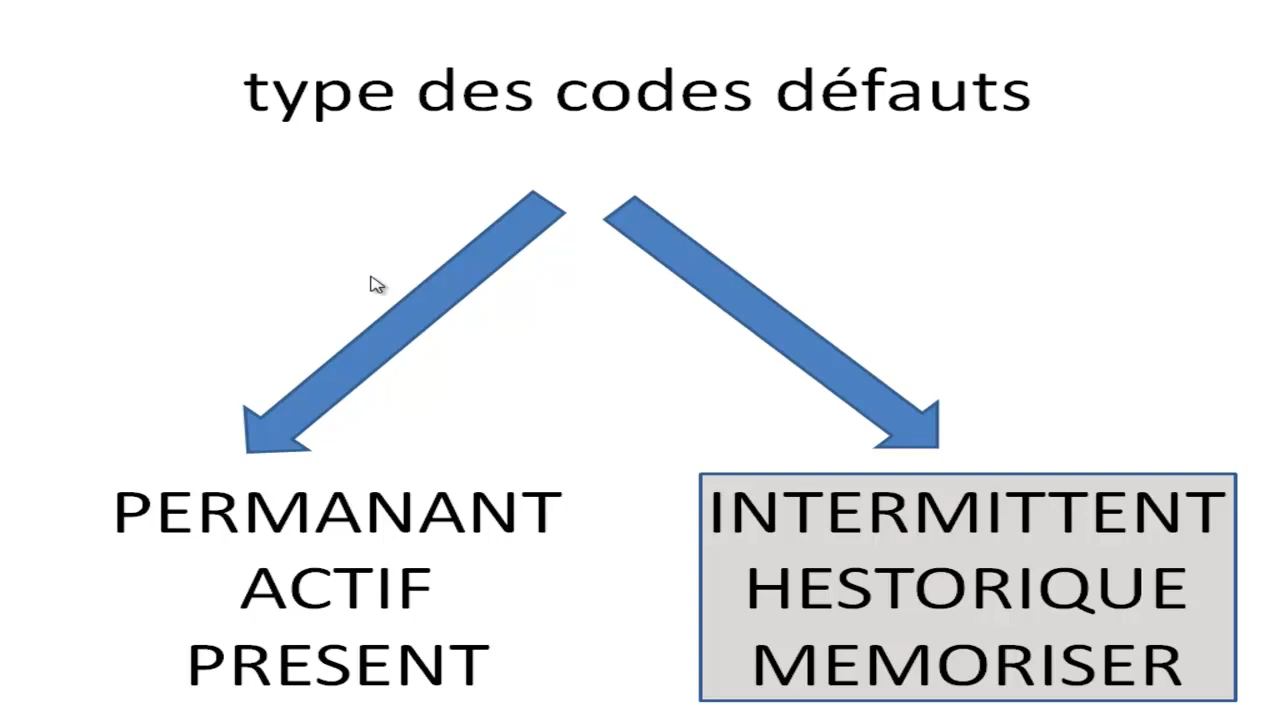 type des codes défauts
PERMANANT
ACTIF
PRESENT
INTERMITTENT
HESTORIQUE
MEMORISER